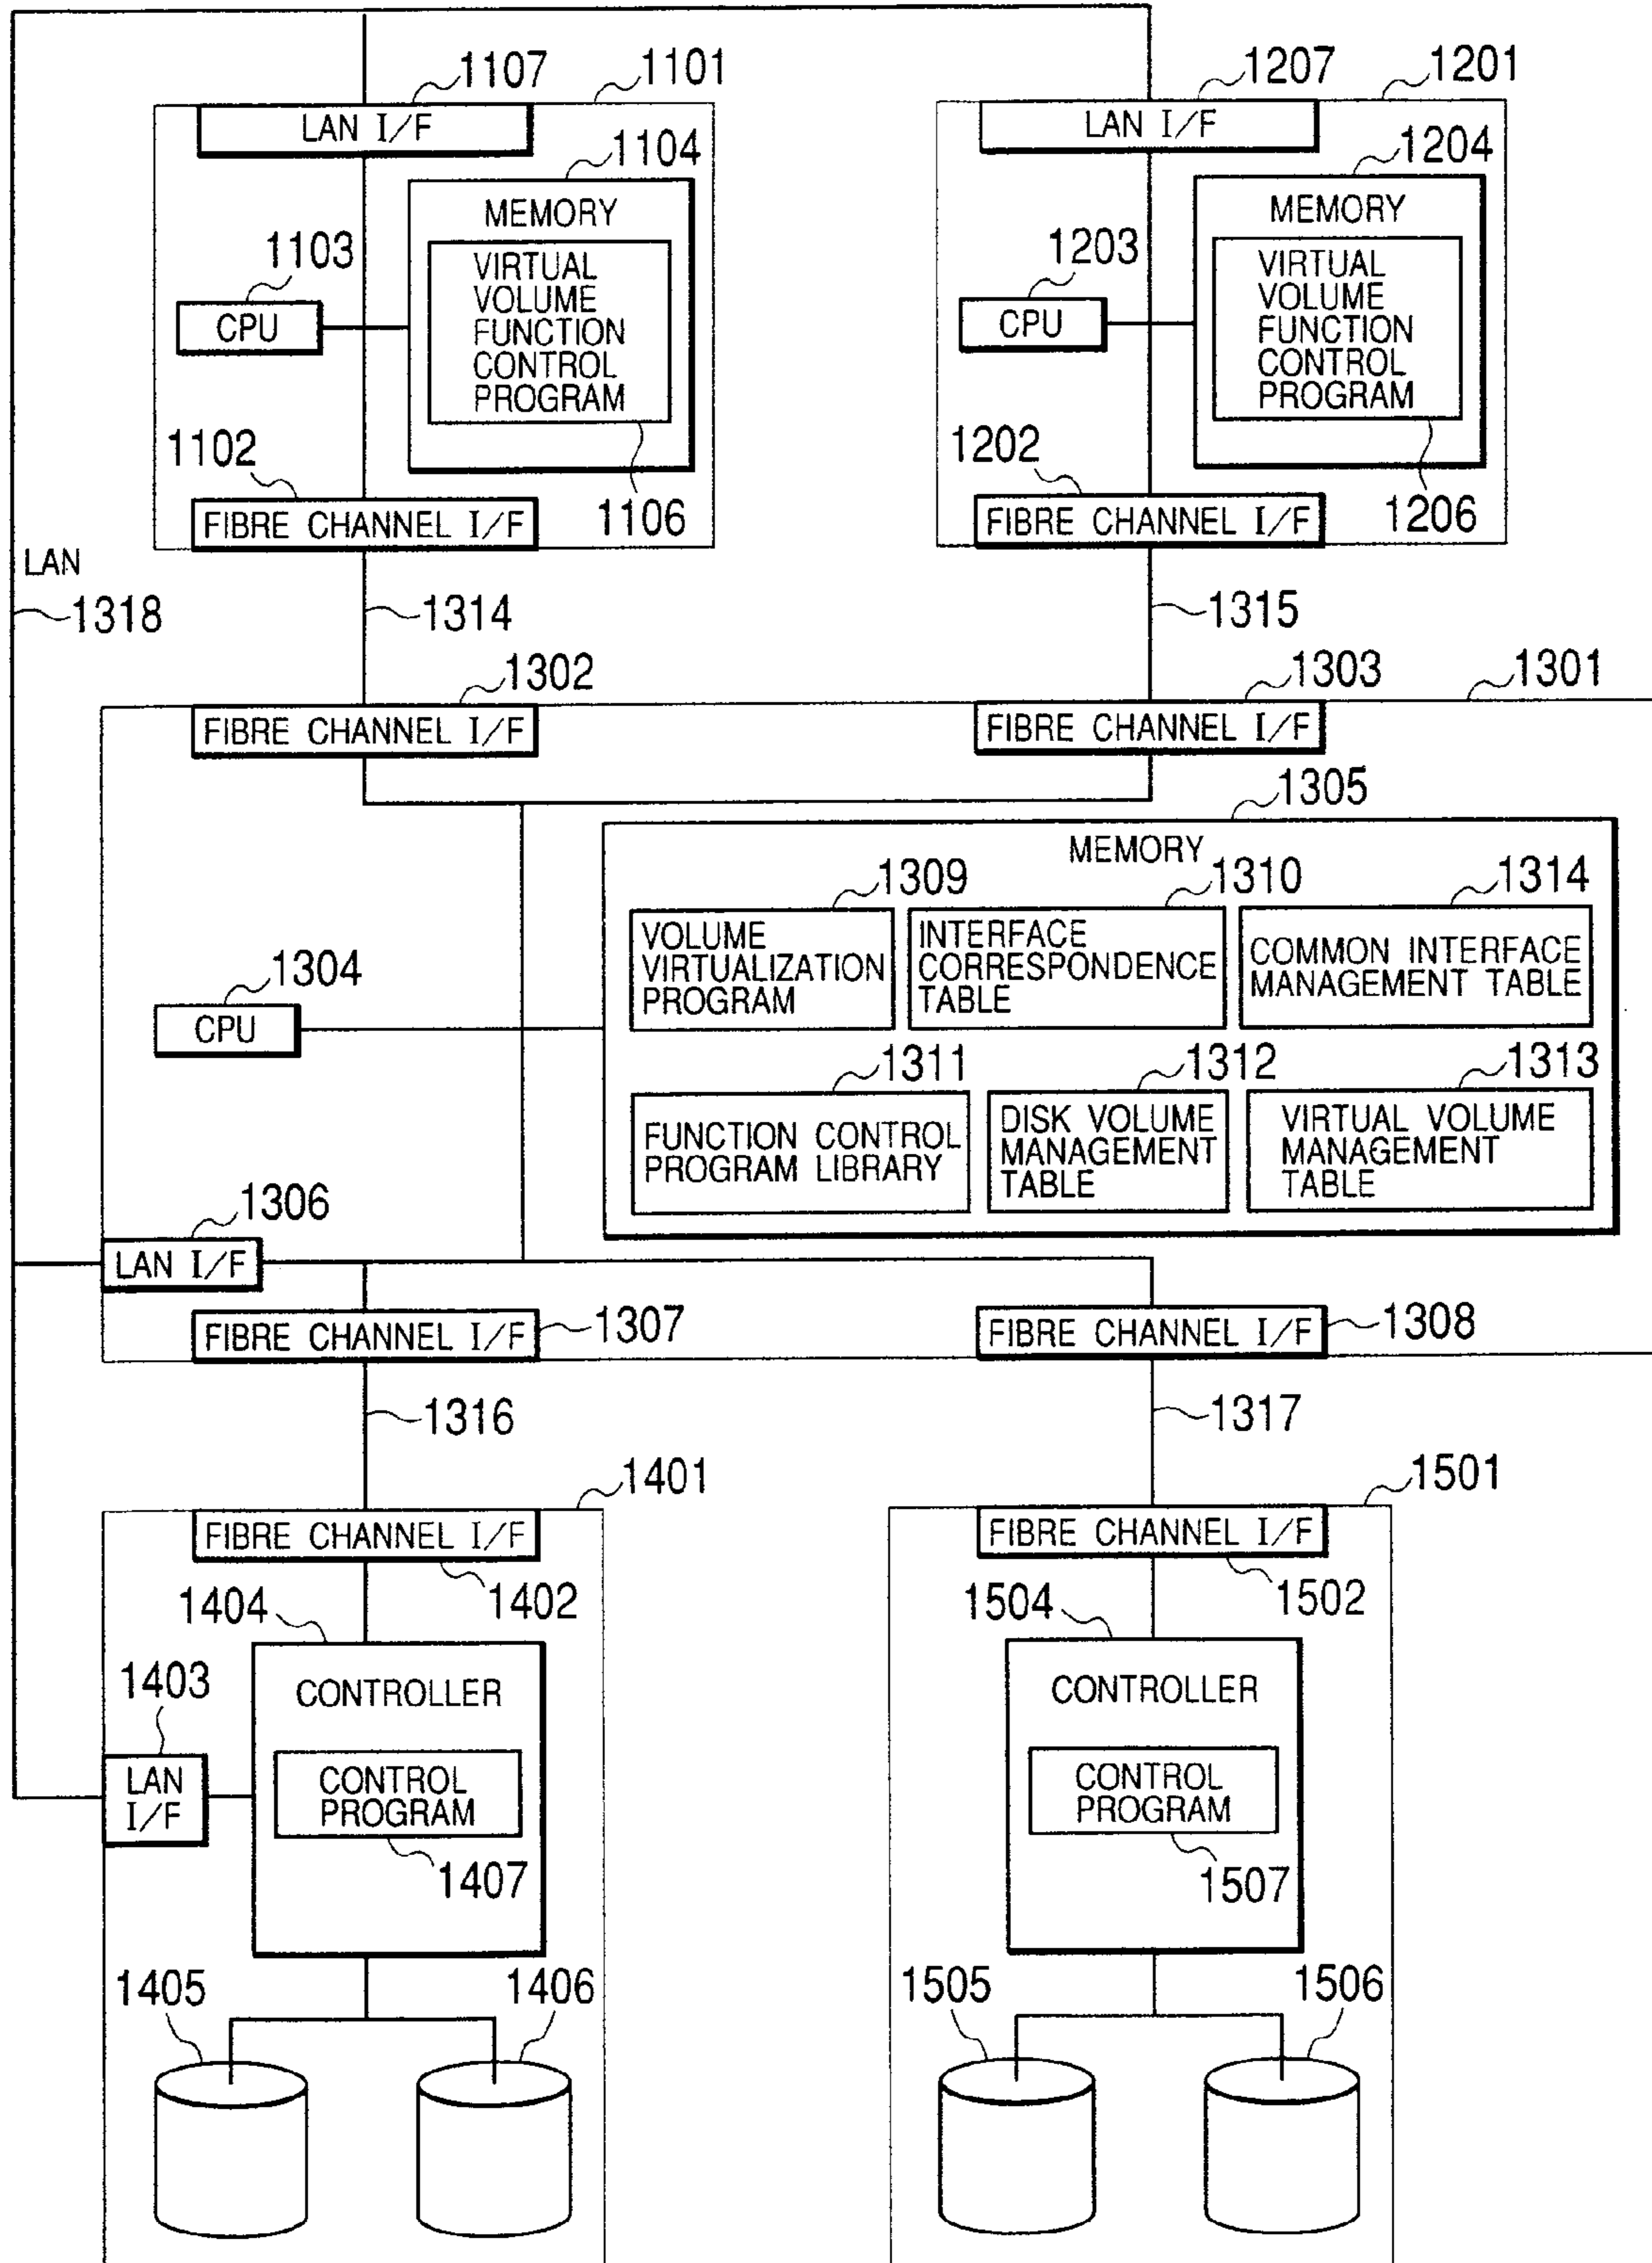 1107
1101
1207
1201
LAN I/F
LAN I/F
1104
1204
MEMORY
MEMORY
1103
1203
VIRTUAL
VOLUME
FUNCTION
CONTROL
PROGRAM
VIRTUAL
VOLUME
FUNCTION
CONTROL
PROGRAM
CPU
CPU
1102
1202
1106
1206
FIBRE CHANNEL I/F
FIBRE CHANNEL I/F
LAN
1318
1314
1315
1302
1303
1301
FIBRE CHANNEL I/F
FIBRE CHANNEL I/F
1305
MEMORY
1309
1310
1314
VOLUME
VIRTUALIZATION
PROGRAM
INTERFACE
CORRESPONDENCE
TABLE
COMMON INTERFACE
MANAGEMENT TABLE
1304
CPU
1311
1312
1313
FUNCTION CONTROL
PROGRAM LIBRARY
DISK VOLUME
MANAGEMENT
TABLE
VIRTUAL VOLUME
MANAGEMENT
TABLE
1306
LAN I/F
FIBRE CHANNEL I/F
1307
FIBRE CHANNEL I/F
1308
1316
1317
1401
1501
FIBRE CHANNEL I/F
FIBRE CHANNEL I/F
1402
1502
1404
1504
CONTROLLER
CONTROLLER
1403
LAN
I/F
CONTROL
PROGRAM
CONTROL
PROGRAM
1407
1507
1405
1406
1505
1506